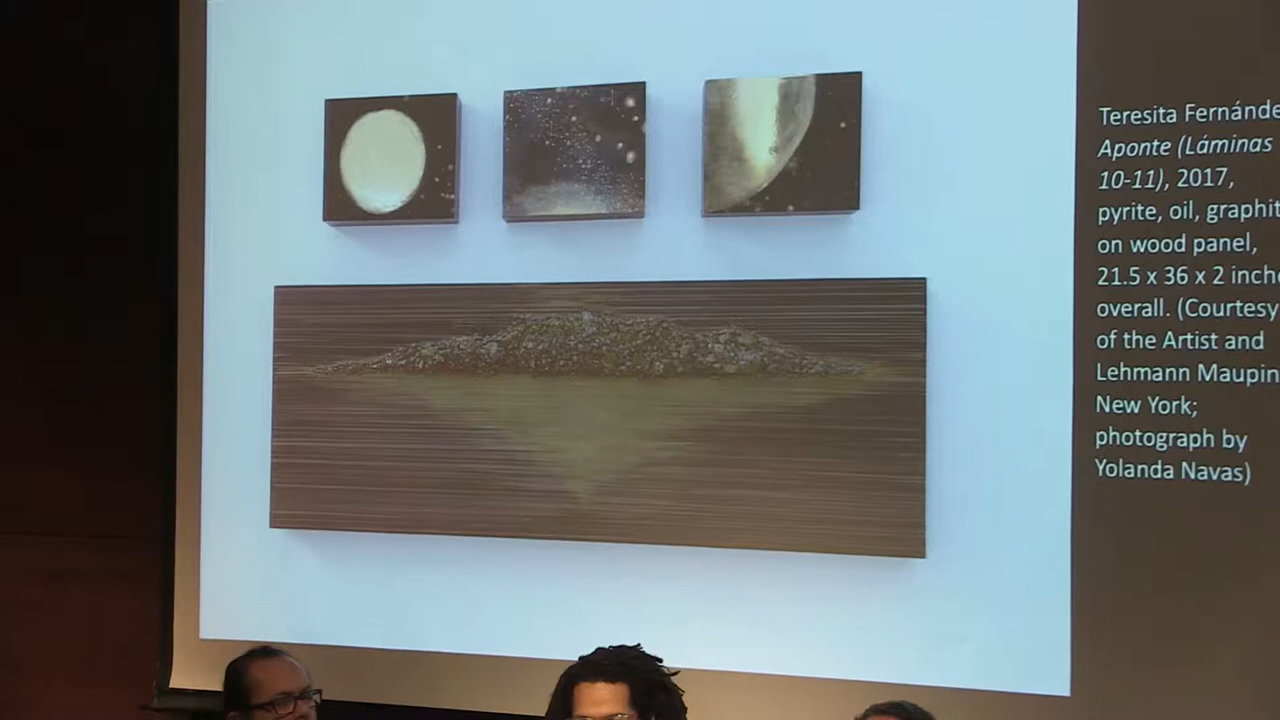 Teresita Fernánde
Aponte (Láminas
10-11), 2017,
pyrite, oil, graphit
on wood panel,
21.5 x 36 x 2 inche
overall. (Courtesy
of the Artist and
Lehmann Maupin
New York;
photograph by
Yolanda Navas)